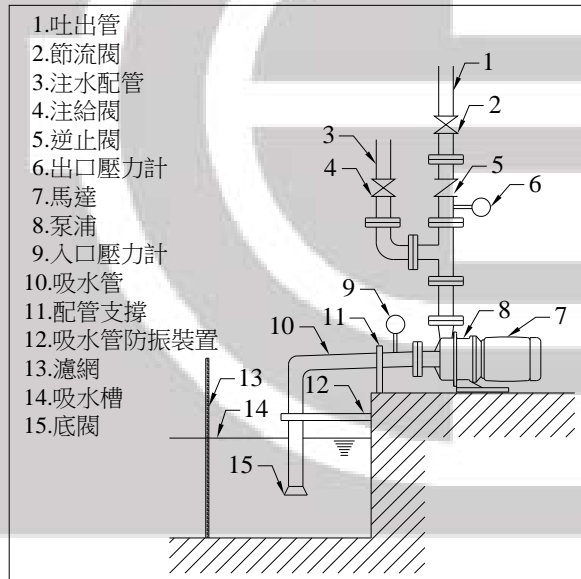 1.吐出管
2.節流閥
3.注水配管
4.注給閥
5.逆止閥
6.出口壓力計
7.馬達
8.泵浦
9.入口壓力計
10.吸水管
11.配管支撐
12.吸水管防振裝置
13.濾網
14.吸水槽
15.底閥
1
2
3
4
5
6
9
11
10
8
7
13
12
14
15